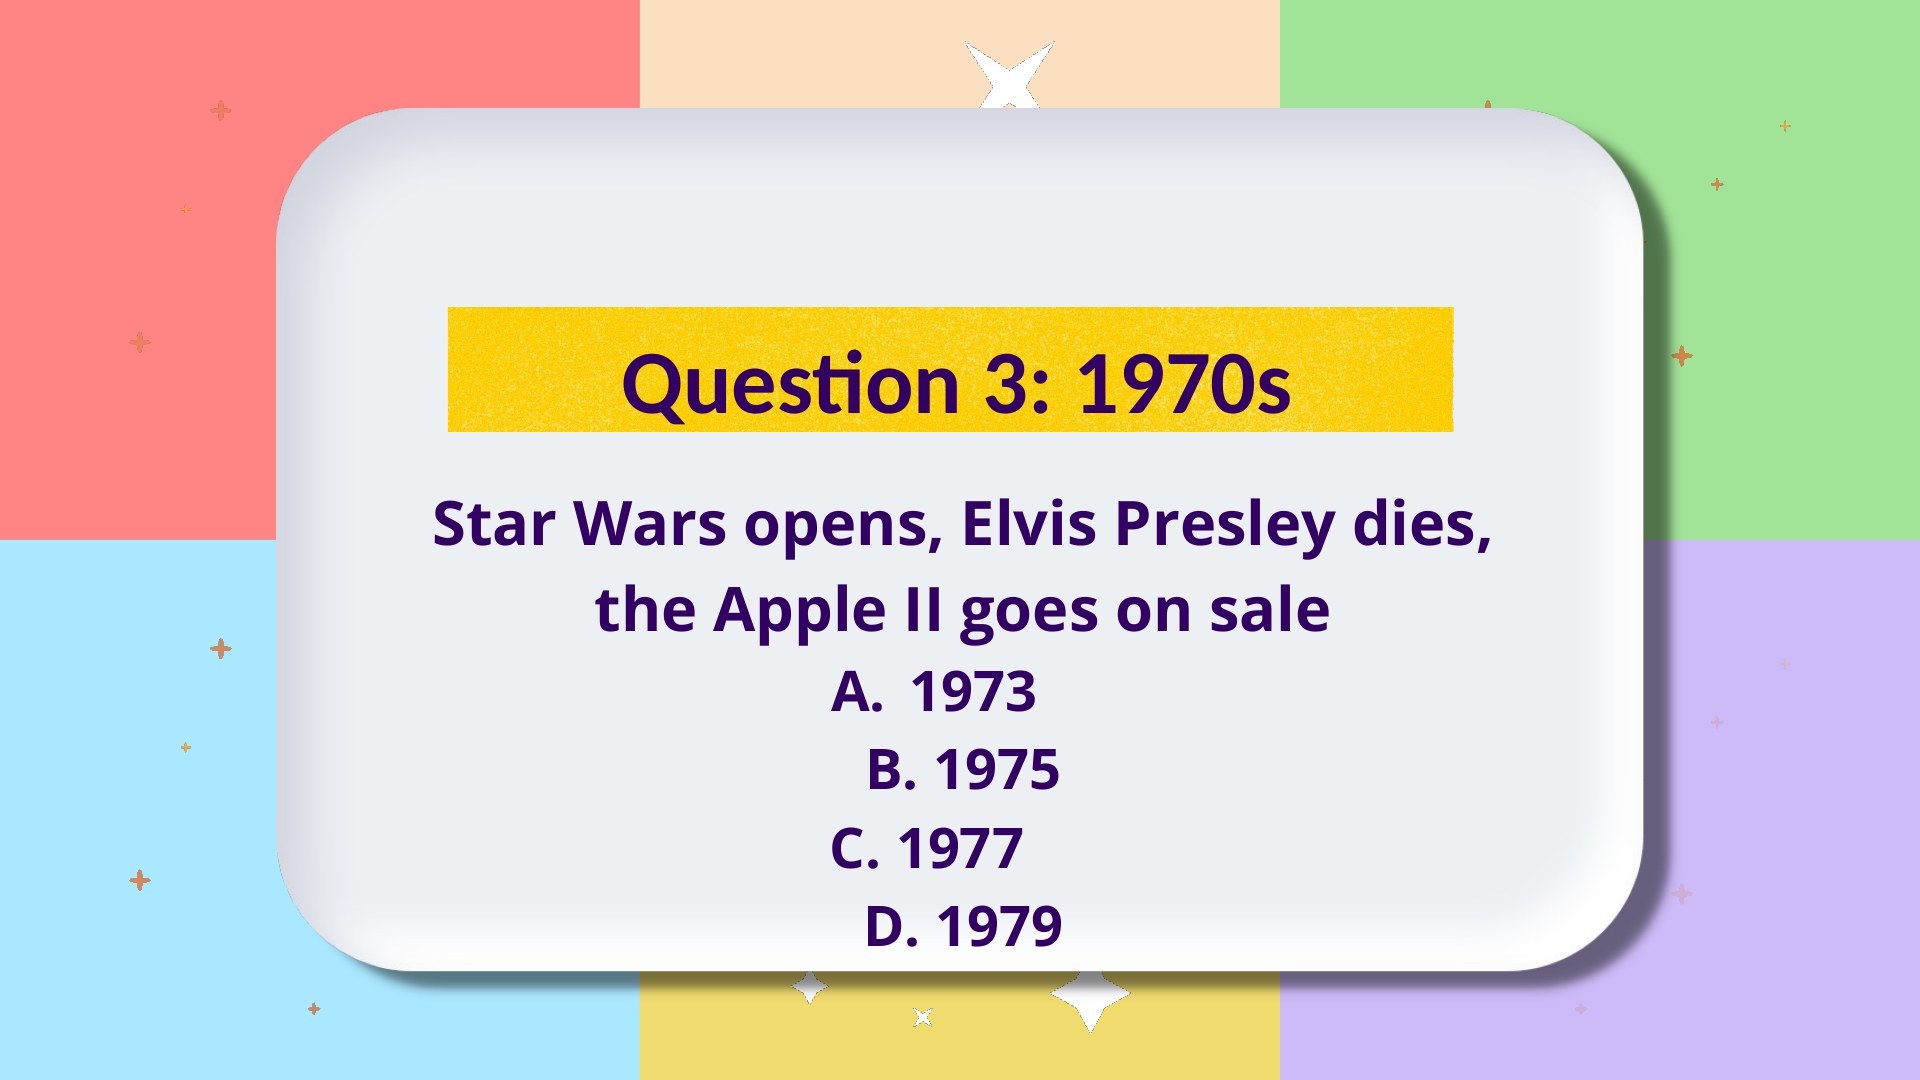 Question 3: 1970s
Star Wars opens, Elvis Presley dies,
the Apple II goes on sale
A. 1973
B. 1975
C. 1977
D. 1979